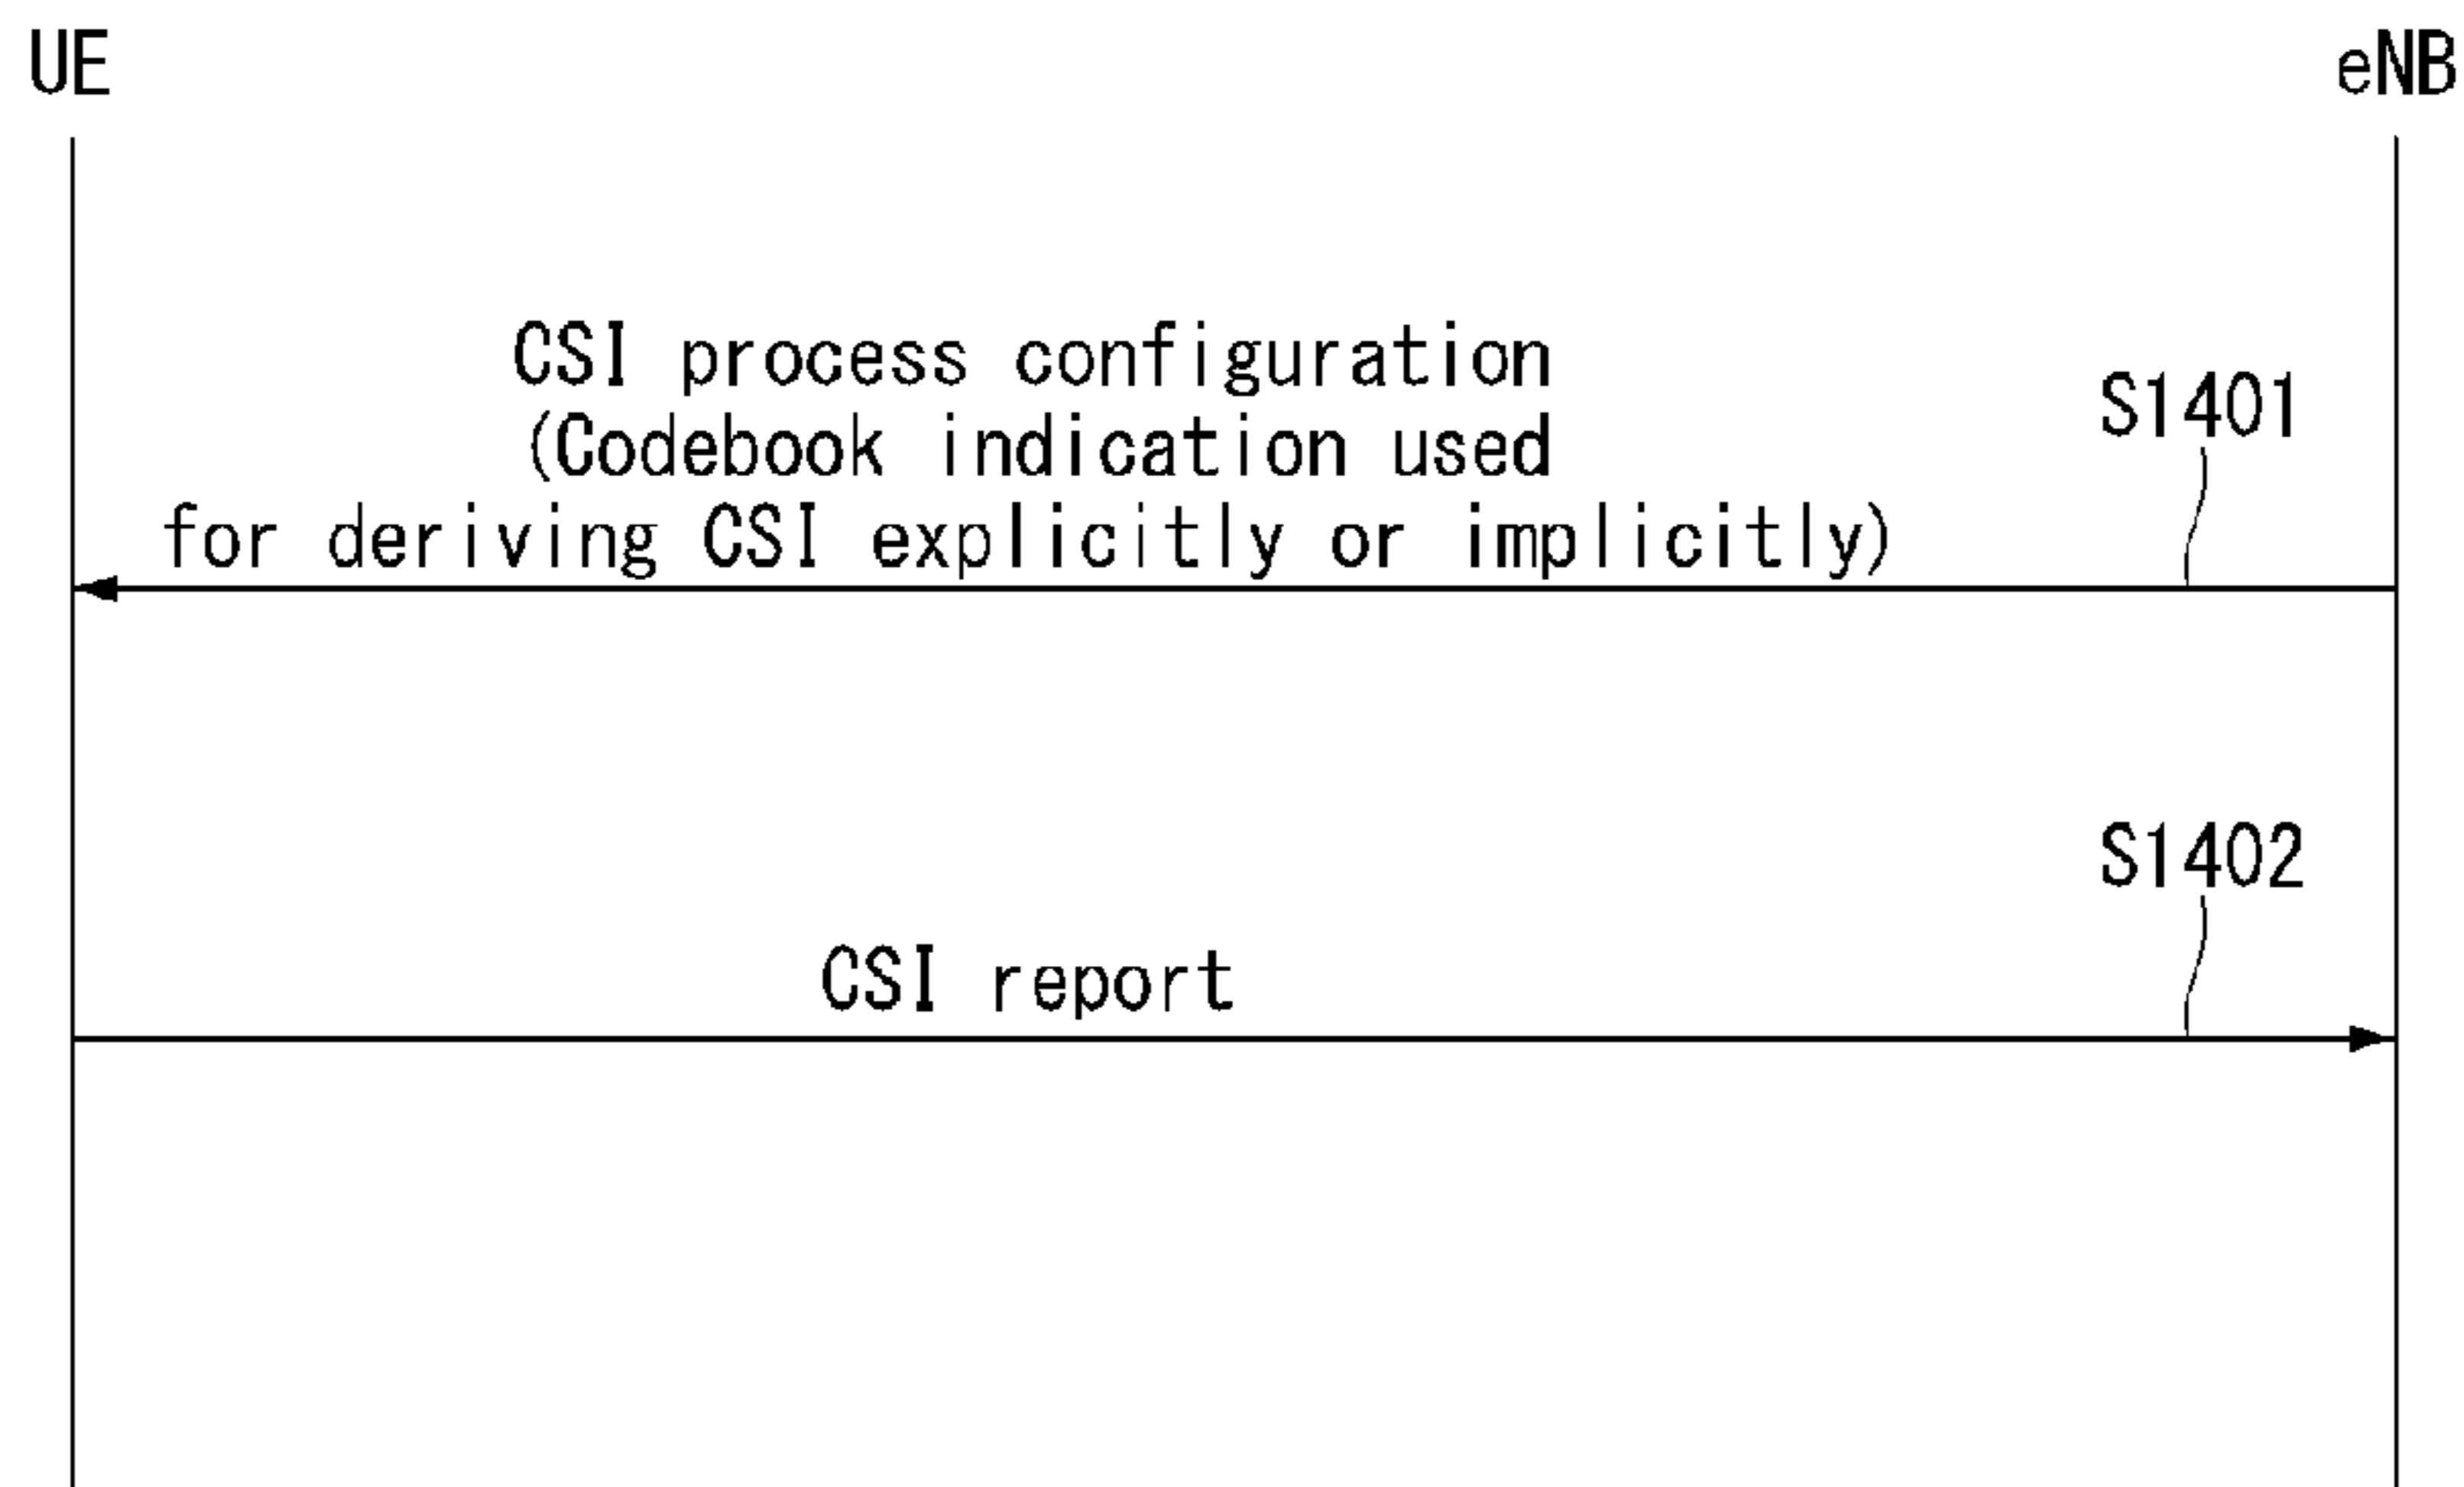 UE
eNB
CSI process configuration
(Codebook indication used
for deriving CSI explicitly or implicitly)
S1401
S1402
CSI report